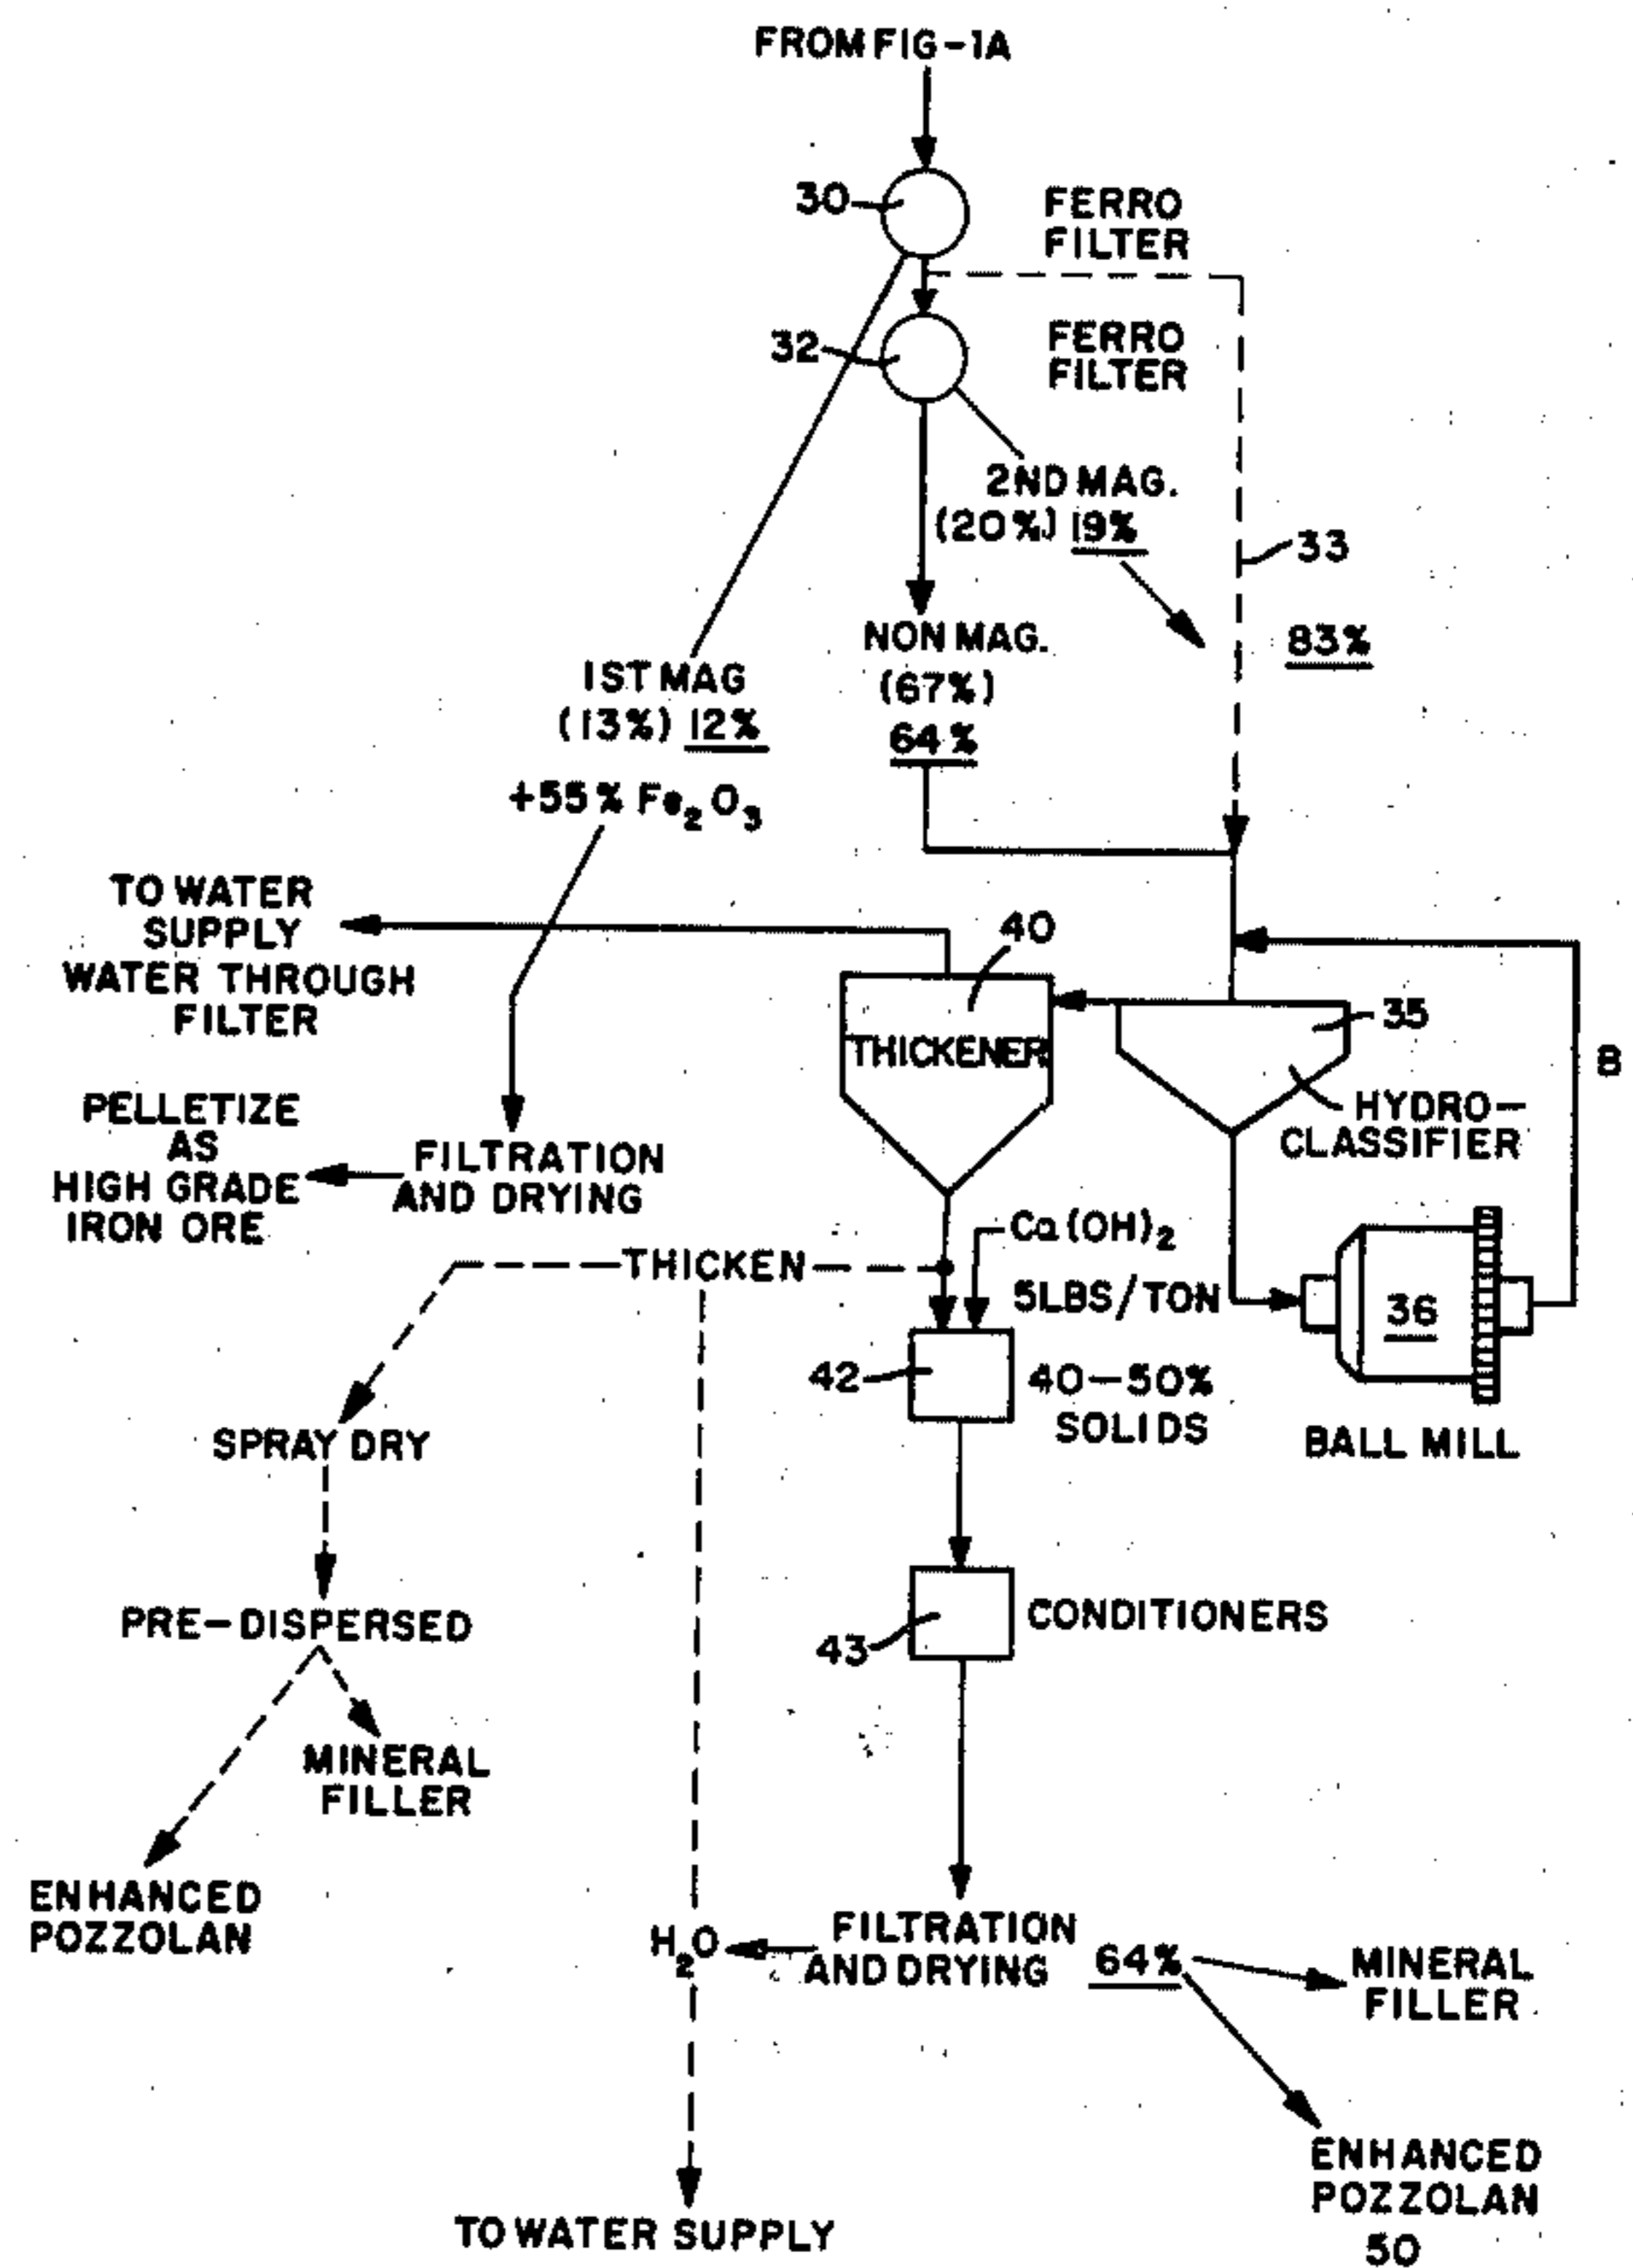 FROM FIG-1A
30
FERRO
FILTER
32
FERRO
FILTER
2ND MAG.
(20%) 19%
33
83%
NON MAG.
(67%)
64%
1ST MAG
(13%) 12%
+55% Fe2O3
TO WATER
SUPPLY
WATER THROUGH
FILTER
40
THICKENER
35
8
HYDRO-
CLASSIFIER
PELLETIZE
AS
HIGH GRADE
IRON ORE
FILTRATION
AND DRYING
Ca(OH)2
THICKEN
5LBS/TON
36
42
40-50%
SOLIDS
BALL MILL
SPRAY DRY
PRE-DISPERSED
43
CONDITIONERS
MINERAL
FILLER
ENHANCED
POZZOLAN
H2O
FILTRATION
AND DRYING
64%
MINERAL
FILLER
ENHANCED
POZZOLAN
50
TO WATER SUPPLY